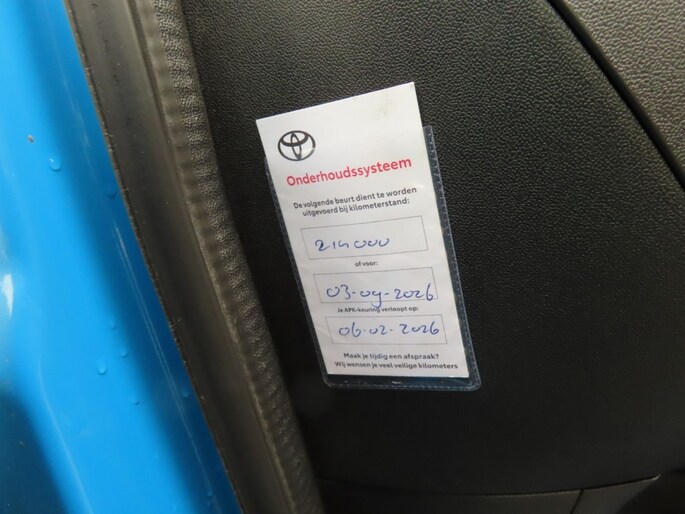 Onderhoudssysteem
De volgende beurt dient te worden
uitgevoerd bij kilometerstand:
214000
of voor:
03-09-2026
Je APK-keuring verloopt op:
06-02-2026
Maak je tijdig een afspraak?
Wij wensen je veel veilige kilometers